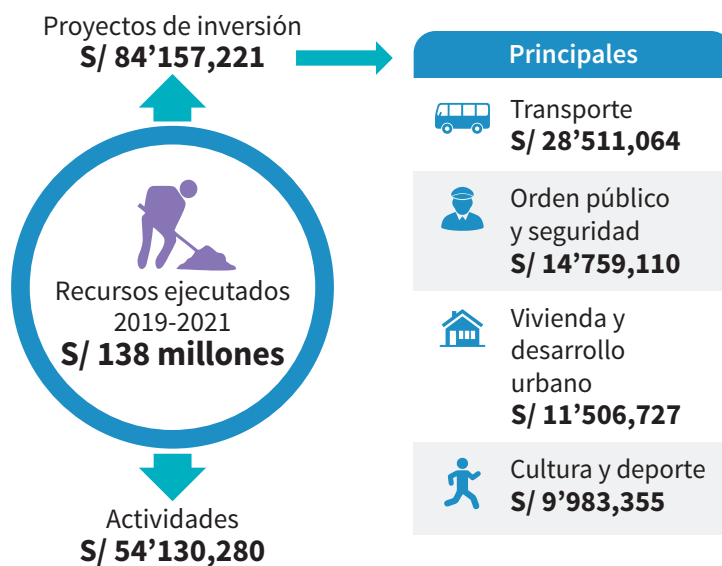 Proyectos de inversión
S/ 84’157,221
Recursos ejecutados
2019-2021
S/ 138 millones
Actividades
S/ 54’130,280
Principales
Transporte
S/ 28’511,064
Orden público
y seguridad
S/ 14’759,110
Vivienda y
desarrollo
urbano
S/ 11’506,727
Cultura y deporte
S/ 9’983,355